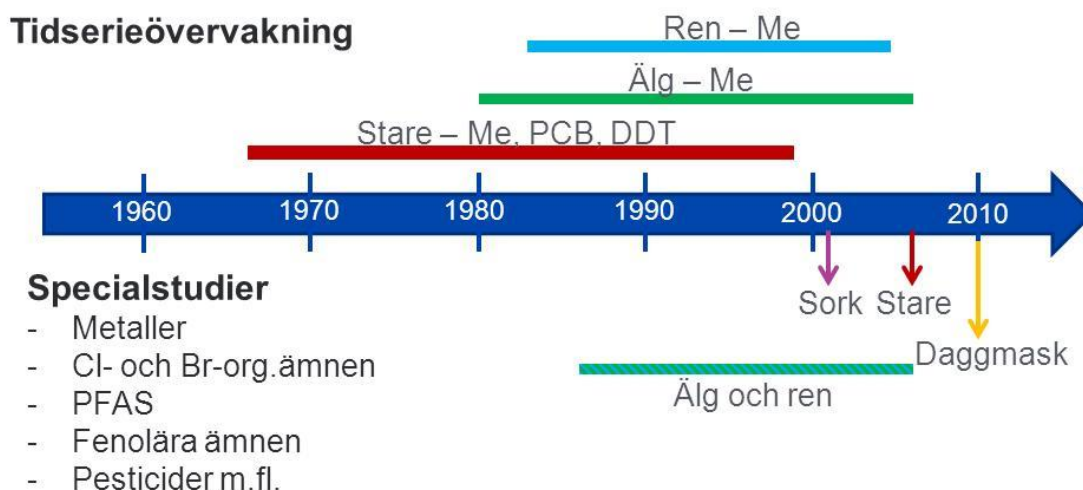 Tidserieövervakning
Ren – Me
Älg – Me
Stare – Me, PCB, DDT
1960 1970 1980 1990 2000 2010
Specialstudier
- Metaller
- Cl- och Br-org.ämnen
- PFAS
- Fenolära ämnen
- Pesticider m.fl.
Sork Stare
Daggmask
Älg och ren